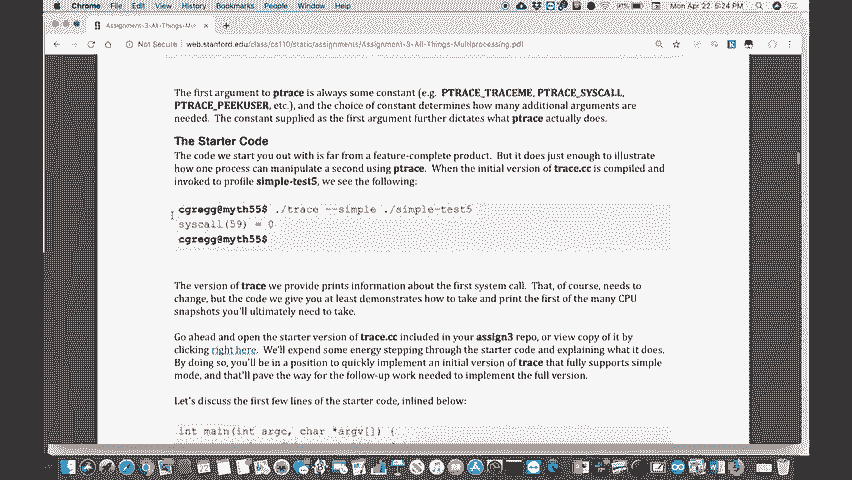 Chrome File Edit View History Bookmarks People Window Help
91%
Mon Apr 22 5:24 PM
Assignment-3-All-Things-Mu
Not Secure | web.stanford.edu/class/cs110/static/assignments/Assignment-3-All-Things-Multiprocessing.pdf
The first argument to ptrace is always some constant (e.g. PTRACE_TRACEME, PTRACE_SYSCALL,
PTRACE_PEEKUSER, etc.), and the choice of constant determines how many additional arguments are
needed. The constant supplied as the first argument further dictates what ptrace actually does.
The Starter Code
The code we start you out with is far from a feature-complete product. But it does just enough to illustrate
how one process can manipulate a second using ptrace. When the initial version of trace.cc is compiled and
invoked to profile simple-test5, we see the following:
cgregg@myth55$ ./trace --simple ./simple-test5
syscall(59) = 0
cgregg@myth55$
The version of trace we provide prints information about the first system call. That, of course, needs to
change, but the code we give you at least demonstrates how to take and print the first of the many CPU
snapshots you'll ultimately need to take.
Go ahead and open the starter version of trace.cc included in your assign3 repo, or view copy of it by
clicking right here. We'll expend some energy stepping through the starter code and explaining what it does.
By doing so, you'll be in a position to quickly implement an initial version of trace that fully supports simple
mode, and that'll pave the way for the follow-up work needed to implement the full version.
Let's discuss the first few lines of the starter code, inlined below:
int main(int argc, char *argv[]) {